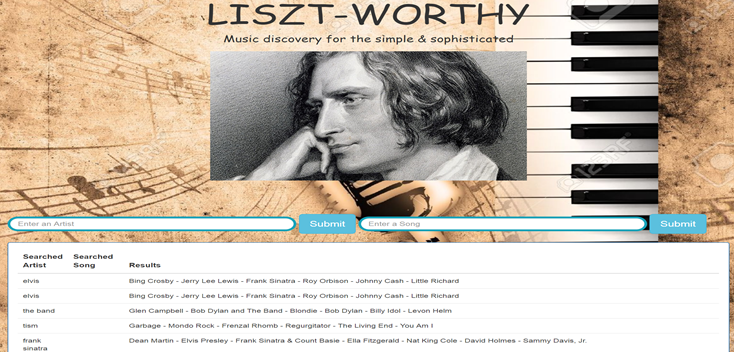 LISZT-WORTHY
Music discovery for the simple & sophisticated
Enter an Artist
Submit
Enter a Song
Submit
Searched Artist
Searched Song
Results
elvis
Bing Crosby - Jerry Lee Lewis - Frank Sinatra - Roy Orbison - Johnny Cash - Little Richard
elvis
Bing Crosby - Jerry Lee Lewis - Frank Sinatra - Roy Orbison - Johnny Cash - Little Richard
the band
Glen Campbell - Bob Dylan and The Band - Blondie - Bob Dylan - Billy Idol - Levon Helm
tism
Garbage - Mondo Rock - Frenzal Rhomb - Regurgitator - The Living End - You Am I
frank
sinatra
Dean Martin - Elvis Presley - Frank Sinatra & Count Basie - Ella Fitzgerald - Nat King Cole - David Holmes - Sammy Davis, Jr.